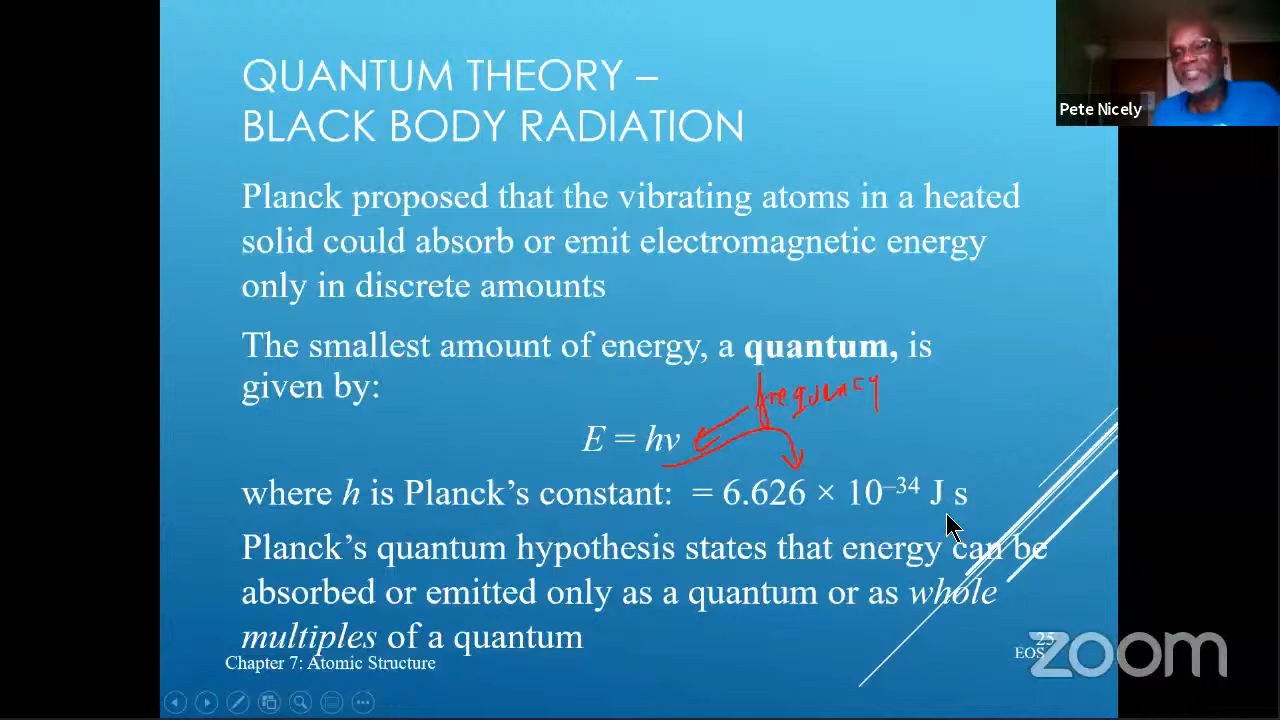 QUANTUM THEORY –
BLACK BODY RADIATION
Pete Nicely
Planck proposed that the vibrating atoms in a heated
solid could absorb or emit electromagnetic energy
only in discrete amounts
The smallest amount of energy, a quantum, is
given by:
frequency
E = hν
where h is Planck’s constant: = 6.626 × 10⁻³⁴ J s
Planck’s quantum hypothesis states that energy can be
absorbed or emitted only as a quantum or as whole
multiples of a quantum
Chapter 7: Atomic Structure
25
EOS
zoom